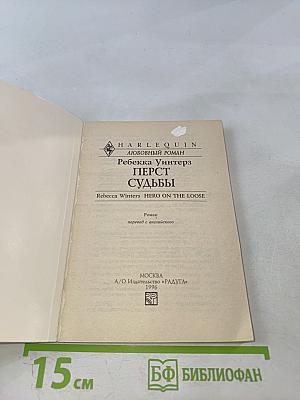 HARLEQUIN
ЛЮБОВНЫЙ РОМАН
Ребекка Уинтерз
ПЕРСТ
СУДЬБЫ
Rebecca Winters HERO ON THE LOOSE
Роман
перевод с английского
МОСКВА
А/О Издательство «РАДУГА»
1996
15 см
БФ БИБЛИОФАН